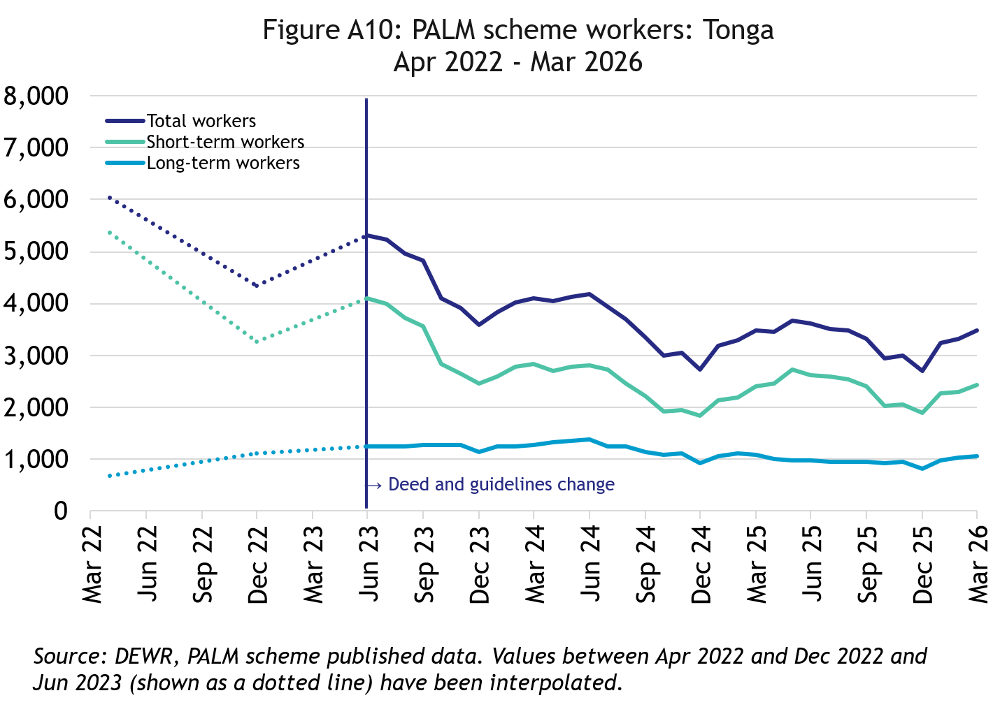 Figure A10: PALM scheme workers: Tonga
Apr 2022 - Mar 2026
8,000
7,000
6,000
5,000
4,000
3,000
2,000
1,000
0
Total workers
Short-term workers
Long-term workers
→ Deed and guidelines change
Mar 22
Jun 22
Sep 22
Dec 22
Mar 23
Jun 23
Sep 23
Dec 23
Mar 24
Jun 24
Sep 24
Dec 24
Mar 25
Jun 25
Sep 25
Dec 25
Mar 26
Source: DEWR, PALM scheme published data. Values between Apr 2022 and Dec 2022 and
Jun 2023 (shown as a dotted line) have been interpolated.